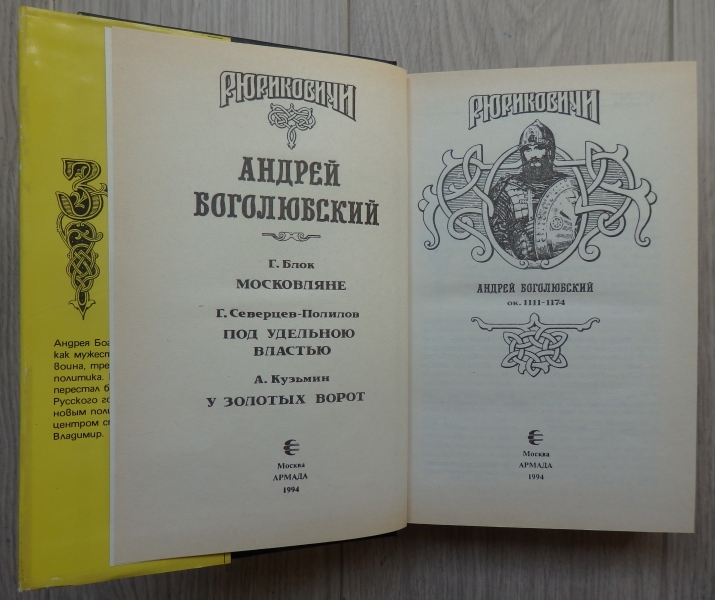 З
Андрея
как
воина,
политика.
перестал
Русского
новым
центром
Владимир.
РЮРИКОВИЧИ
АНДРЕЙ
БОГОЛЮБСКИЙ
Г. Блок
МОСКОВЛЯНЕ
Г. Северцев-Полилов
ПОД УДЕЛЬНОЮ
ВЛАСТЬЮ
А. Кузьмин
У ЗОЛОТЫХ ВОРОТ
Москва
АРМАДА
1994
РЮРИКОВИЧИ
АНДРЕЙ БОГОЛЮБСКИЙ
ок. 1111-1174
Москва
АРМАДА
1994